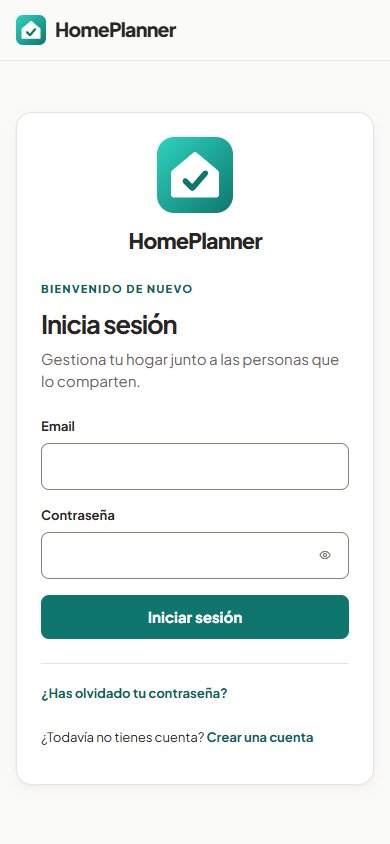 HomePlanner
HomePlanner
BIENVENIDO DE NUEVO
Inicia sesión
Gestiona tu hogar junto a las personas que
lo comparten.
Email
Contraseña
Iniciar sesión
¿Has olvidado tu contraseña?
¿Todavía no tienes cuenta? Crear una cuenta